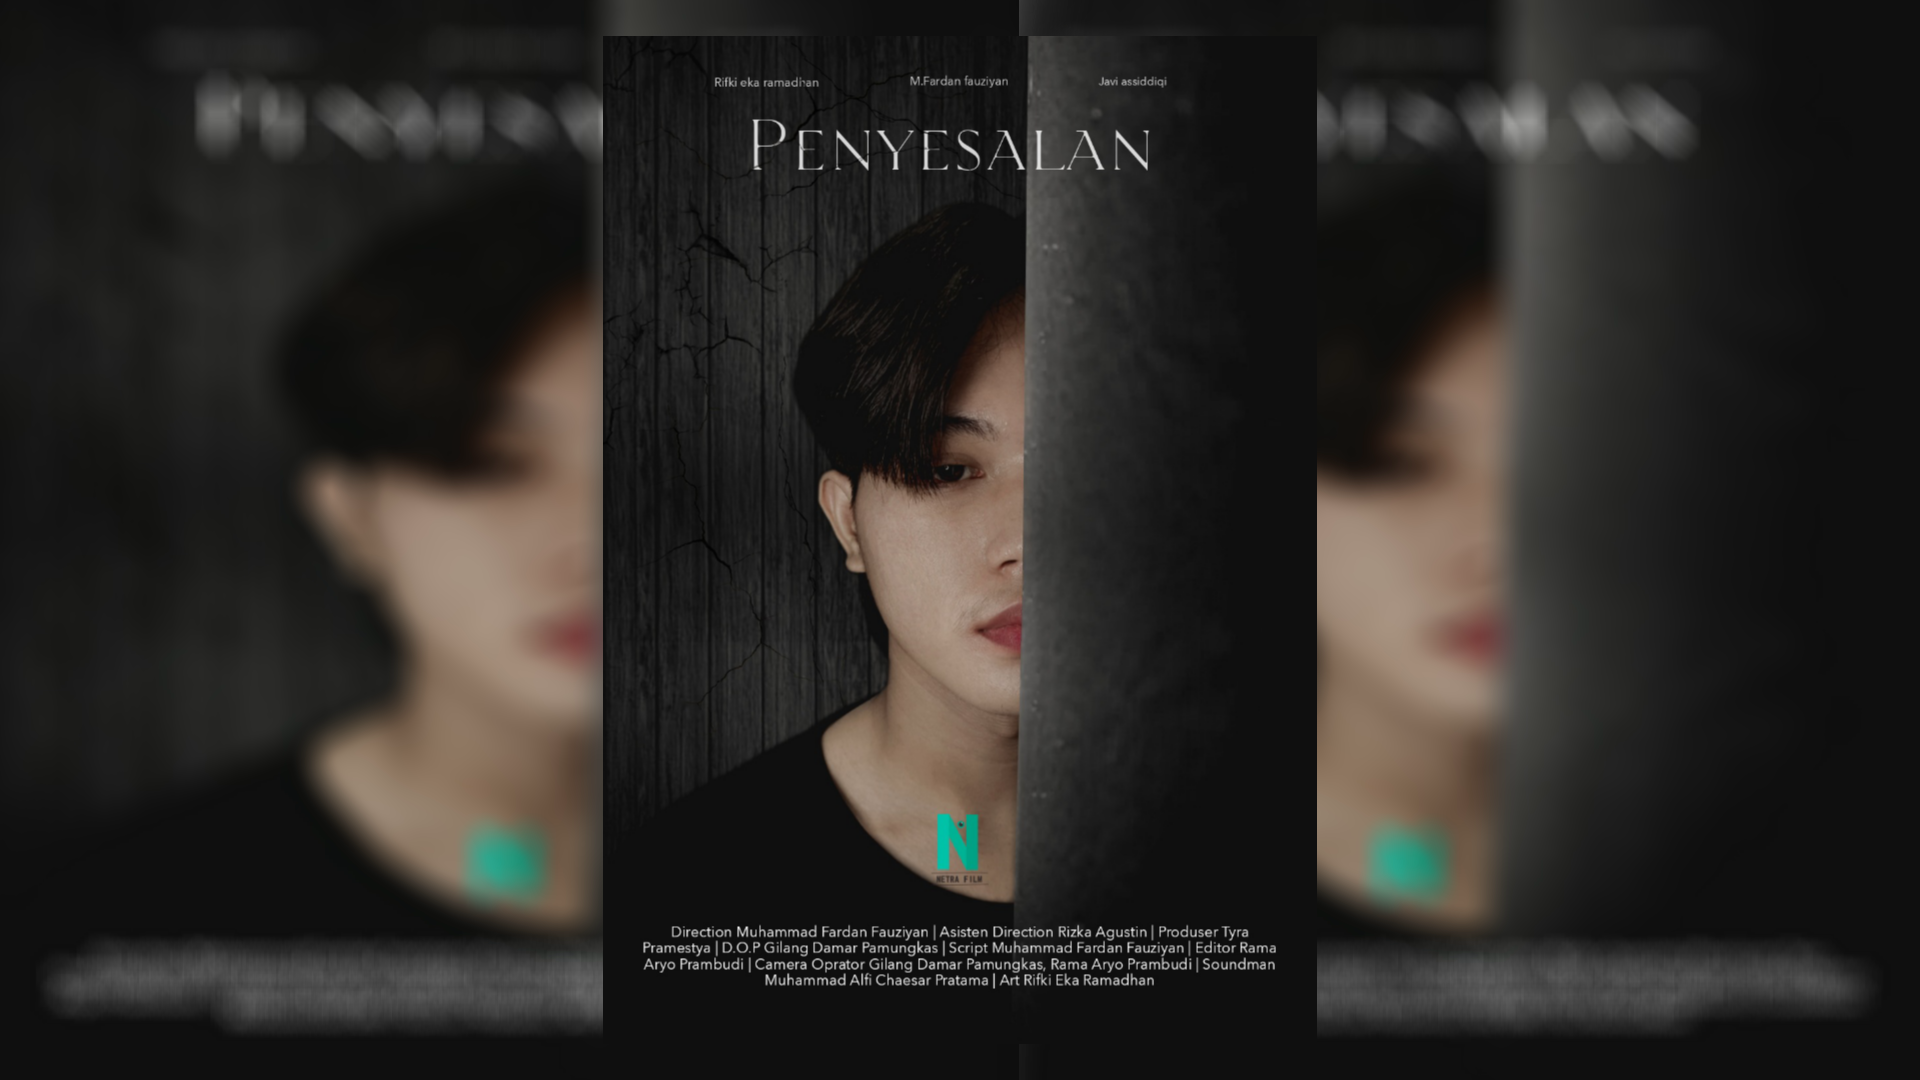 Rifki eka ramadhan
M.Fardan fauziyan
Javi assiddiqi
PENYESALAN
N
NETRA FILM
Direction Muhammad Fardan Fauziyan | Asisten Direction Rizka Agustin | Produser Tyra
Pramestya | D.O.P Gilang Damar Pamungkas | Script Muhammad Fardan Fauziyan | Editor Rama
Aryo Prambudi | Camera Oprator Gilang Damar Pamungkas, Rama Aryo Prambudi | Soundman
Muhammad Alfi Chaesar Pratama | Art Rifki Eka Ramadhan